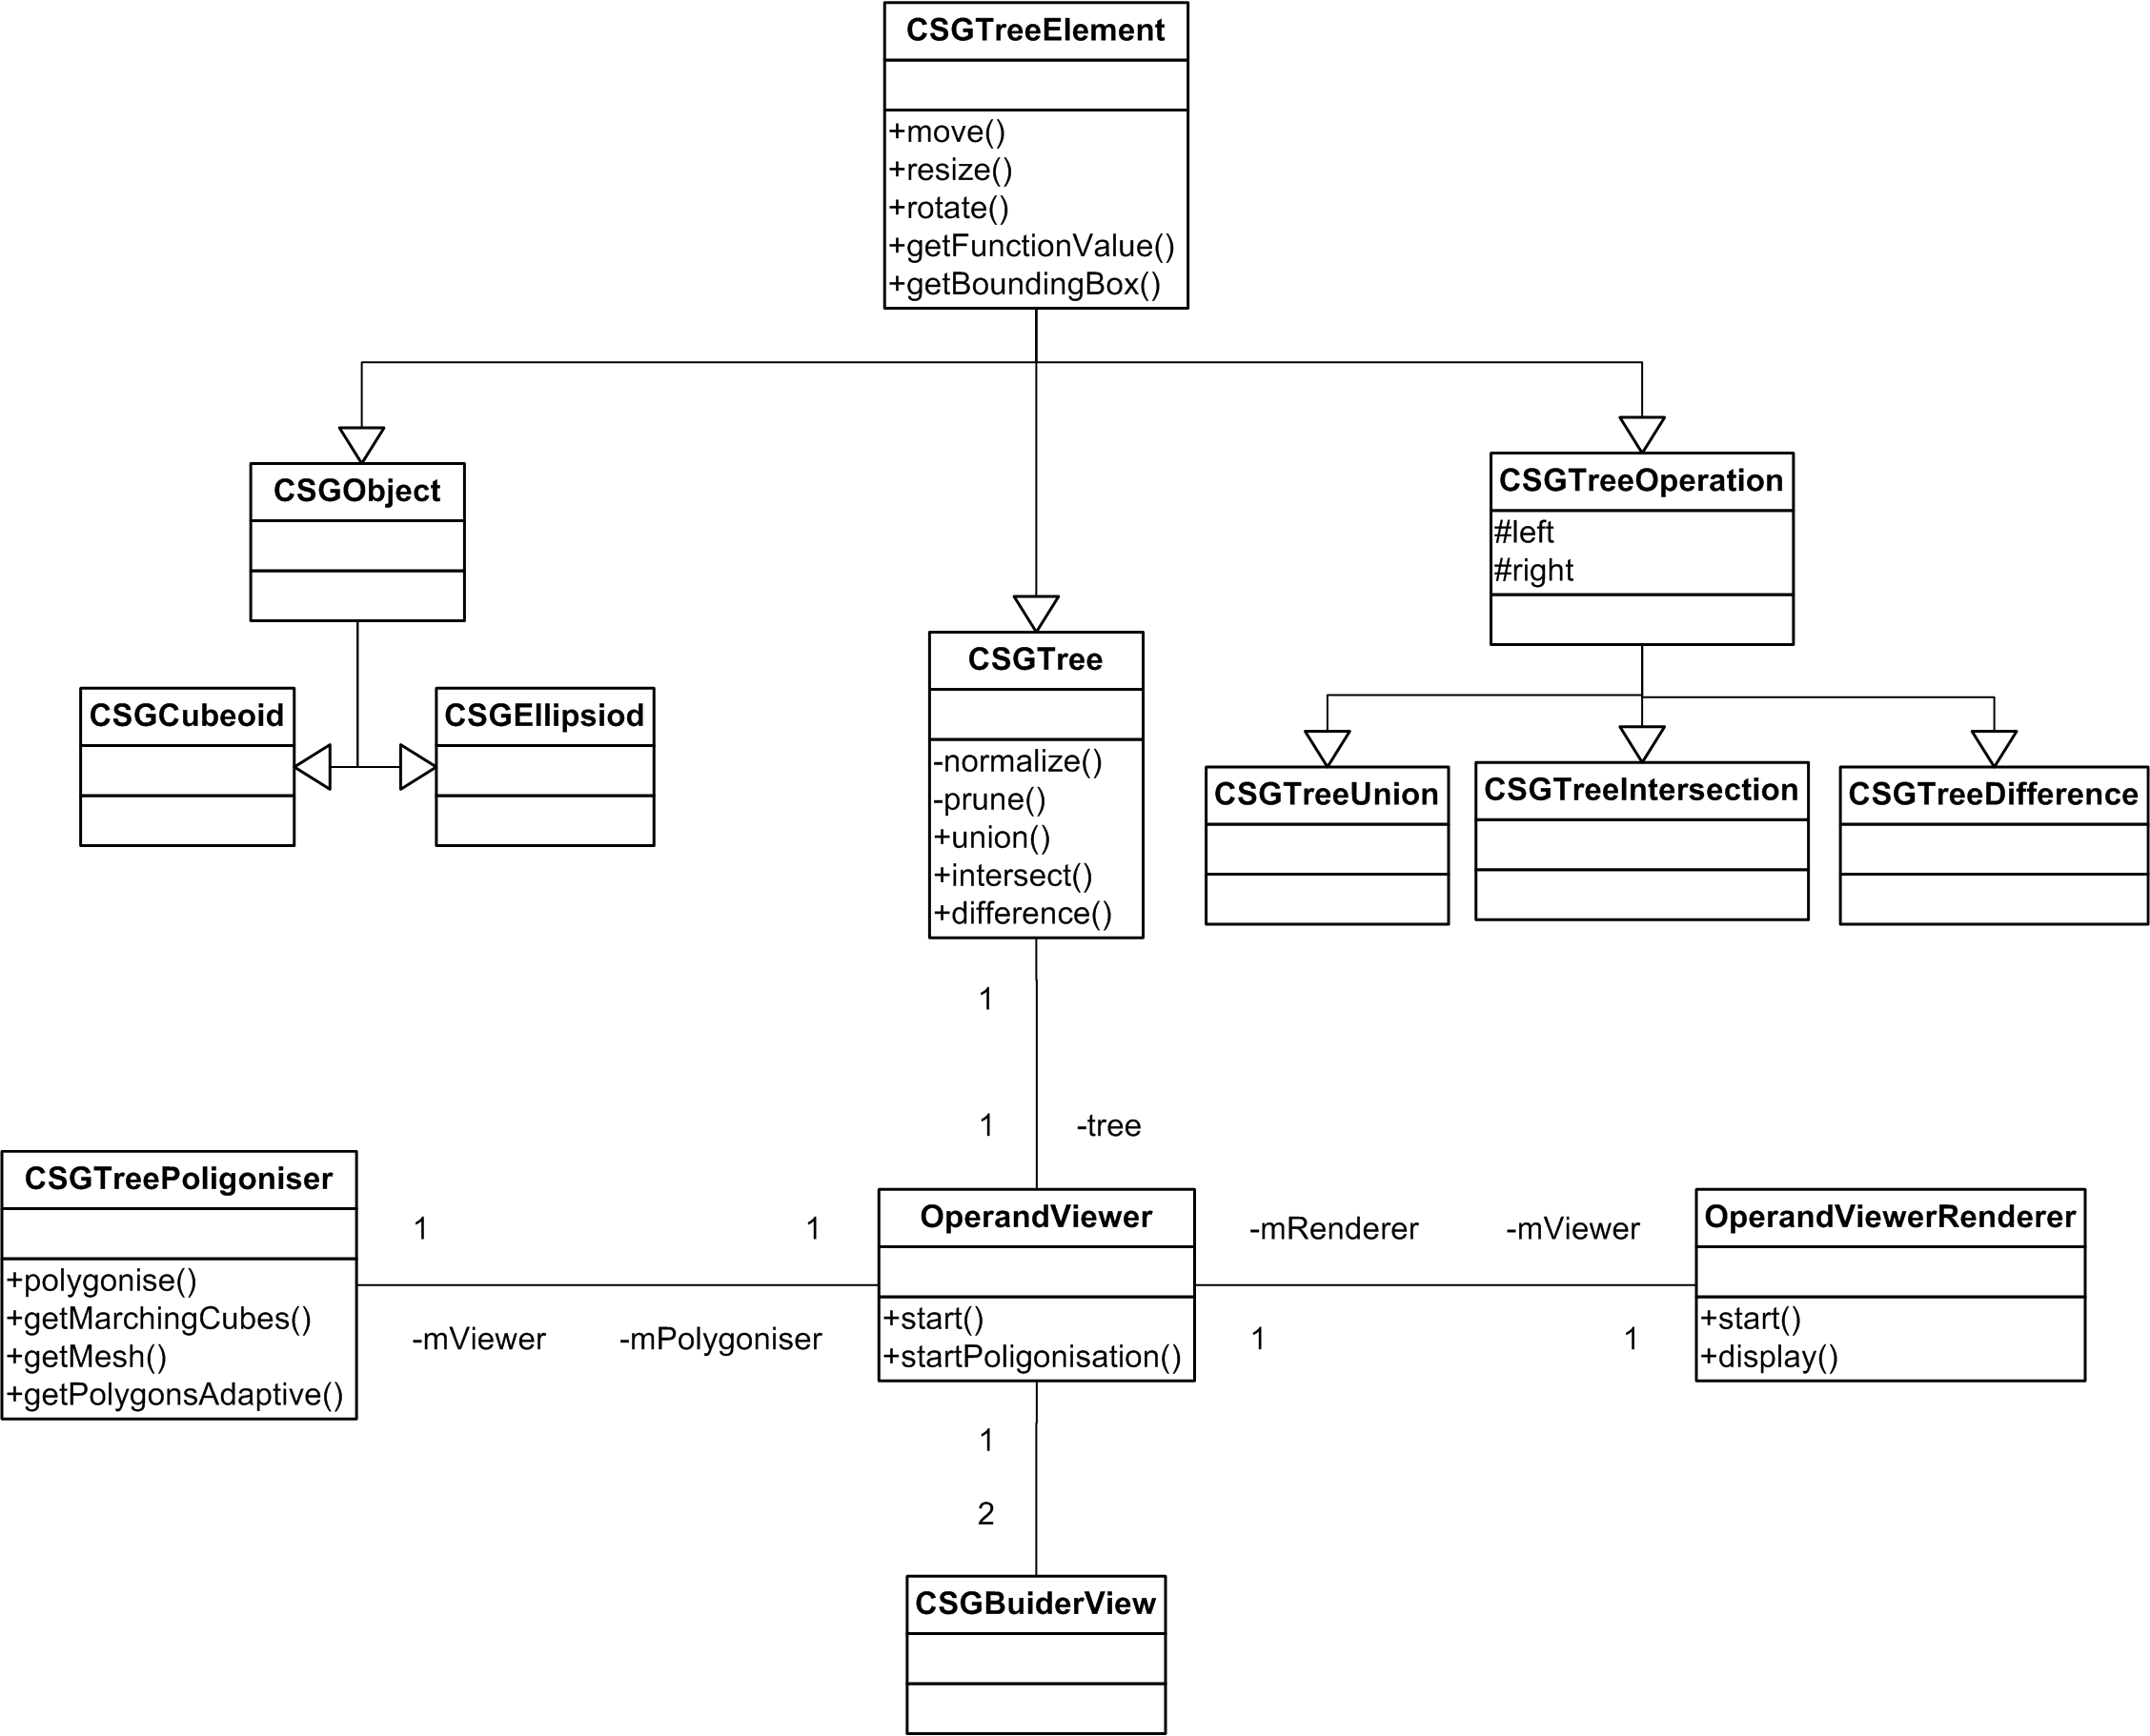 CSGTreeElement
+move()
+resize()
+rotate()
+getFunctionValue()
+getBoundingBox()
CSGObject
CSGTreeOperation
#left
#right
CSGTree
-normalize()
-prune()
+union()
+intersect()
+difference()
CSGCubeoid
CSGEllipsiod
CSGTreeUnion
CSGTreeIntersection
CSGTreeDifference
1
1
-tree
CSGTreePoligoniser
+polygonise()
+getMarchingCubes()
+getMesh()
+getPolygonsAdaptive()
1
1
-mViewer
-mPolygoniser
OperandViewer
+start()
+startPoligonisation()
-mRenderer
-mViewer
1
1
OperandViewerRenderer
+start()
+display()
1
2
CSGBuiderView